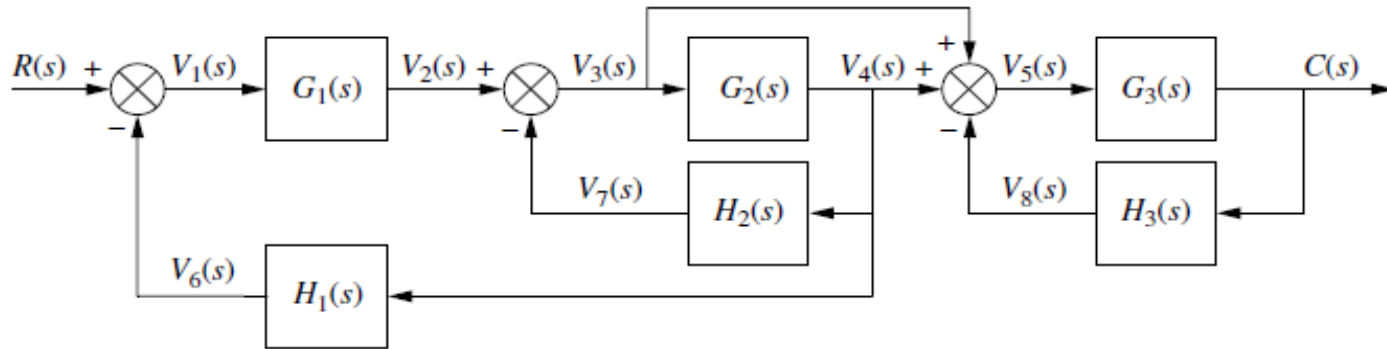 +
R(s) + V₁(s) G₁(s) V₂(s) + V₃(s) G₂(s) V₄(s) + V₅(s) G₃(s) C(s)
− − −
V₇(s) H₂(s) V₈(s) H₃(s)
V₆(s) H₁(s)